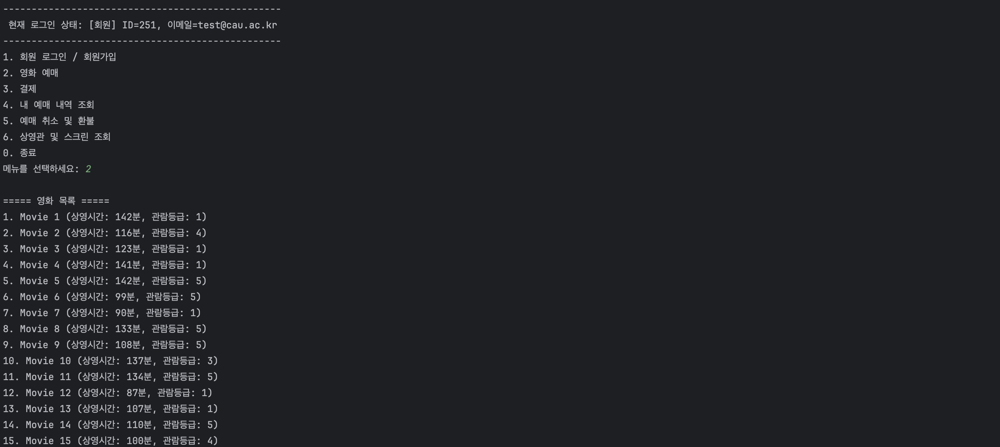 -------------------------------------------------
현재 로그인 상태: [회원] ID=251, 이메일=test@cau.ac.kr
-------------------------------------------------
1. 회원 로그인 / 회원가입
2. 영화 예매
3. 결제
4. 내 예매 내역 조회
5. 예매 취소 및 환불
6. 상영관 및 스크린 조회
0. 종료
메뉴를 선택하세요: 2
===== 영화 목록 =====
1. Movie 1 (상영시간: 142분, 관람등급: 1)
2. Movie 2 (상영시간: 116분, 관람등급: 4)
3. Movie 3 (상영시간: 123분, 관람등급: 1)
4. Movie 4 (상영시간: 141분, 관람등급: 1)
5. Movie 5 (상영시간: 142분, 관람등급: 5)
6. Movie 6 (상영시간: 99분, 관람등급: 5)
7. Movie 7 (상영시간: 90분, 관람등급: 1)
8. Movie 8 (상영시간: 133분, 관람등급: 5)
9. Movie 9 (상영시간: 108분, 관람등급: 5)
10. Movie 10 (상영시간: 137분, 관람등급: 3)
11. Movie 11 (상영시간: 134분, 관람등급: 5)
12. Movie 12 (상영시간: 87분, 관람등급: 1)
13. Movie 13 (상영시간: 107분, 관람등급: 1)
14. Movie 14 (상영시간: 110분, 관람등급: 5)
15. Movie 15 (상영시간: 100분, 관람등급: 4)